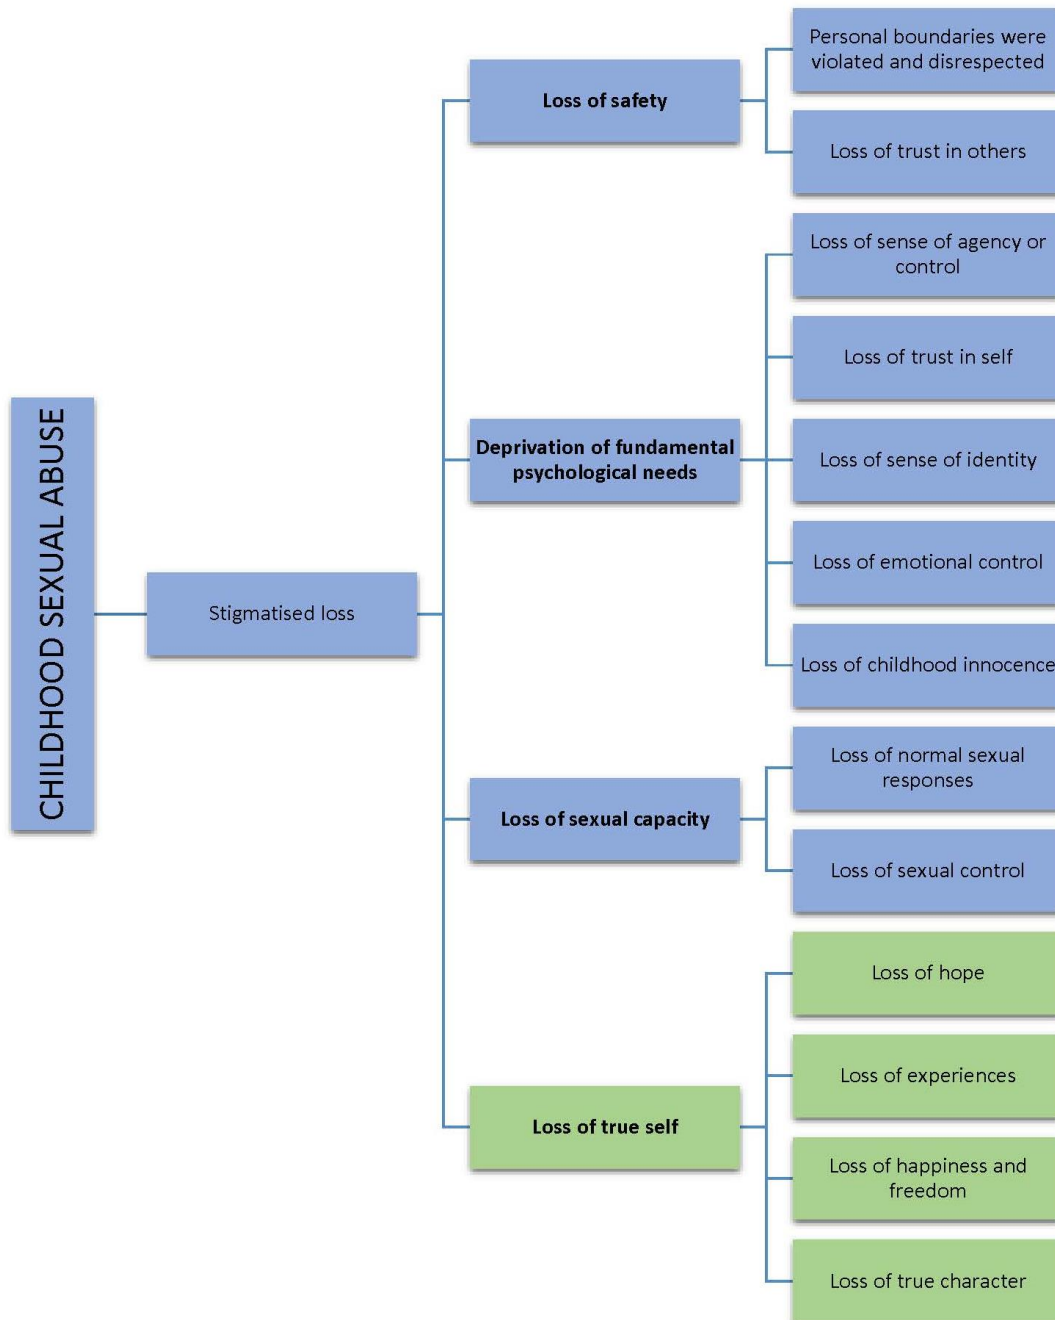 CHILDHOOD SEXUAL ABUSE
Stigmatised loss
Loss of safety
Personal boundaries were
violated and disrespected
Loss of trust in others
Deprivation of fundamental
psychological needs
Loss of sense of agency or
control
Loss of trust in self
Loss of sense of identity
Loss of emotional control
Loss of childhood innocence
Loss of sexual capacity
Loss of normal sexual
responses
Loss of sexual control
Loss of true self
Loss of hope
Loss of experiences
Loss of happiness and
freedom
Loss of true character